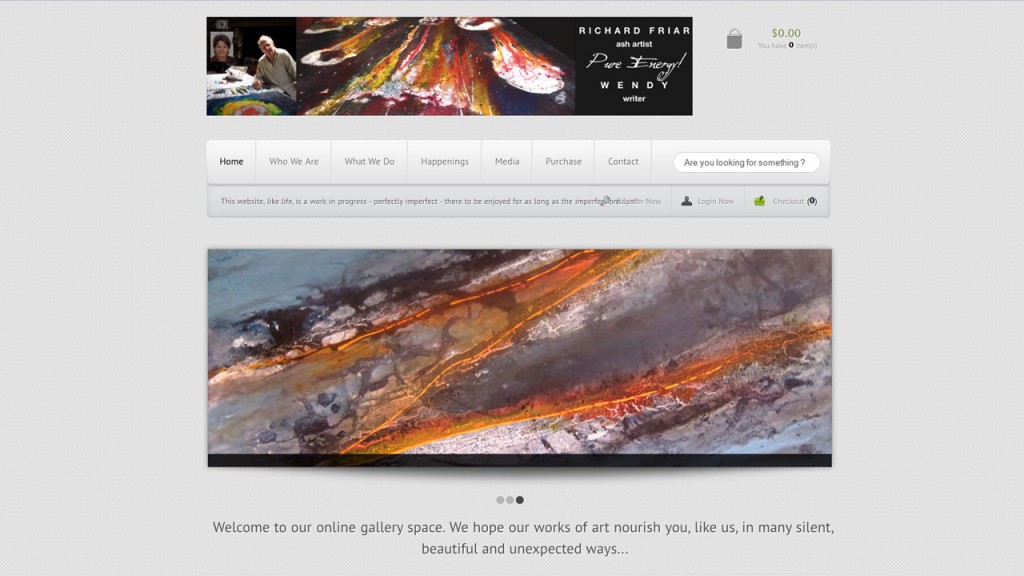 RICHARD FRIAR
ash artist
Pure Energy!
WENDY
writer
$0.00
You have 0 item(s)
Home
Who We Are
What We Do
Happenings
Media
Purchase
Contact
Are you looking for something ?
This website, like life, is a work in progress - perfectly imperfect - there to be enjoyed for as long as the
Now
Login Now
Checkout (0)
Welcome to our online gallery space. We hope our works of art nourish you, like us, in many silent,
beautiful and unexpected ways...